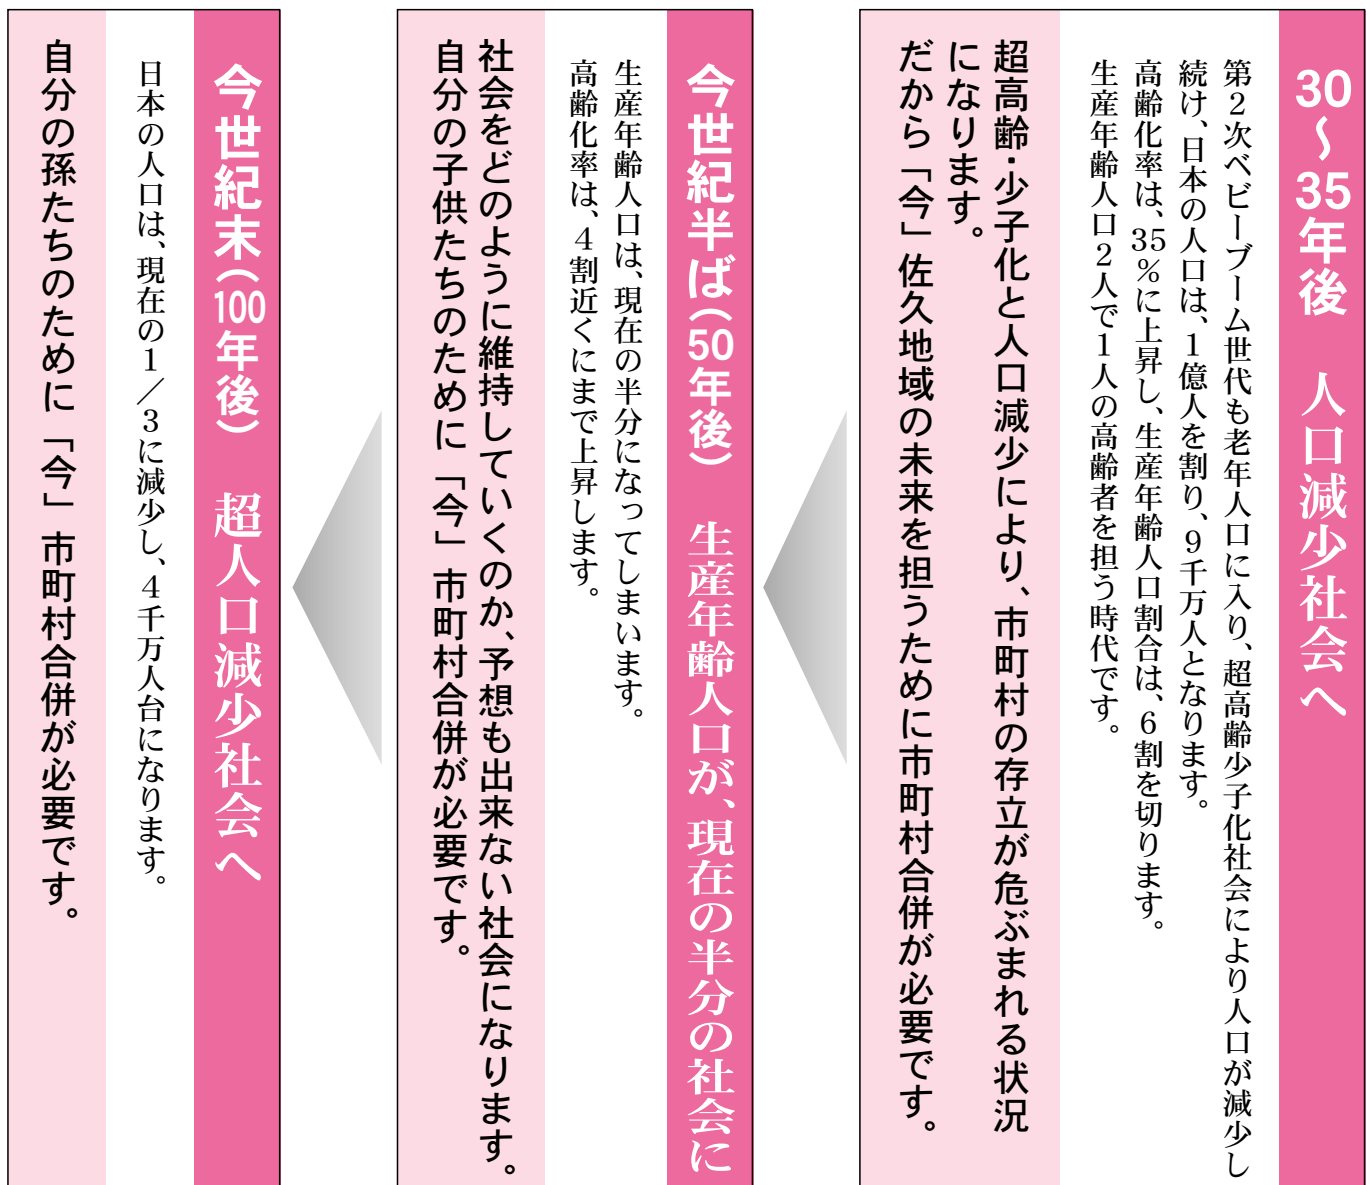 30〜35年後　人口減少社会へ
第２次ベビーブーム世代も老年人口に入り、超高齢少子化社会により人口が減少し
続け、日本の人口は、１億人を割り、９千万人となります。
高齢化率は、35％に上昇し、生産年齢人口割合は、６割を切ります。
生産年齢人口２人で１人の高齢者を担う時代です。
超高齢・少子化と人口減少により、市町村の存立が危ぶまれる状況
になります。
だから「今」佐久地域の未来を担うために市町村合併が必要です。
今世紀半ば（50年後）　生産年齢人口が、現在の半分の社会に
生産年齢人口は、現在の半分になってしまいます。
高齢化率は、４割近くにまで上昇します。
社会をどのように維持していくのか、予想も出来ない社会になります。
自分の子供たちのために「今」市町村合併が必要です。
今世紀末（100年後）　超人口減少社会へ
日本の人口は、現在の１／３に減少し、４千万人台になります。
自分の孫たちのために「今」市町村合併が必要です。